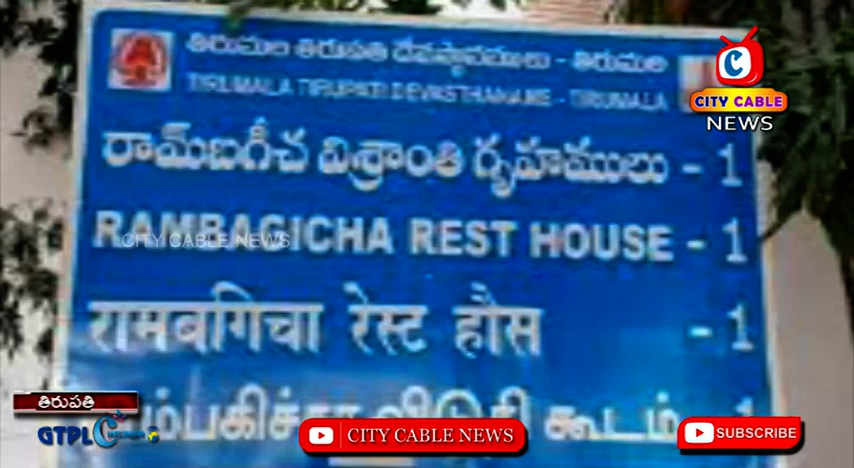 తిరుమల తిరుపతి దేవస్థానములు - తిరుమల
TIRUMALA TIRUPATI DEVASTHANAMS - TIRUMALA
CITY CABLE
NEWS
రామ్‌బగీచ విశ్రాంతి గృహములు - 1
RAMBAGICHA REST HOUSE - 1
CITY CABLE NEWS
रामबगिचा रेस्ट हौस - 1
கூடம்
తిరుపతి
GTPL
CITY CABLE NEWS
SUBSCRIBE